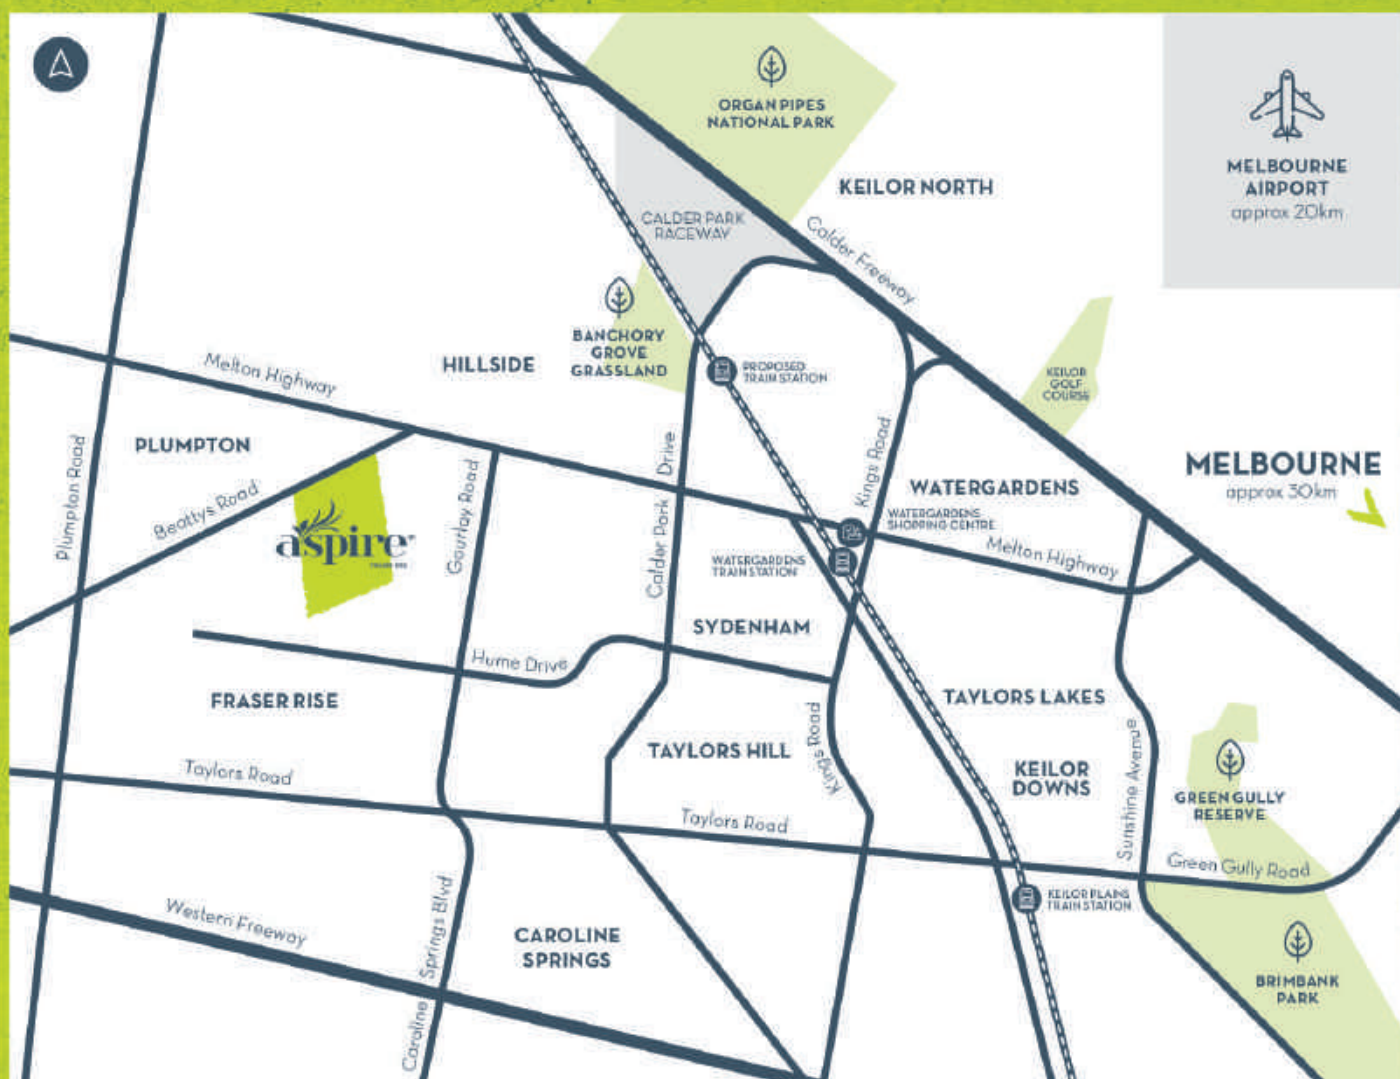 ORGAN PIPES
NATIONAL PARK
MELBOURNE
AIRPORT
approx 20km
KEILOR NORTH
CALDER PARK
RACEWAY
Calder Freeway
BANCHORY
GROVE
GRASSLAND
HILLSIDE
Melton Highway
PROPOSED
TRAIN STATION
KEILOR
GOLF
COURSE
PLUMPTON
Plumpton Road
Beattys Road
aspire
Gourlay Road
Calder Park Drive
Kings Road
WATERGARDENS
WATERGARDENS
SHOPPING CENTRE
MELBOURNE
approx 30km
WATERGARDENS
TRAIN STATION
Melton Highway
SYDENHAM
Hume Drive
FRASER RISE
TAYLORS HILL
Kings Road
TAYLORS LAKES
KEILOR
DOWNS
Sunshine Avenue
GREEN GULLY
RESERVE
Taylors Road
Taylors Road
Green Gully Road
KEILOR PLAINS
TRAIN STATION
Western Freeway
Caroline Springs Blvd
CAROLINE
SPRINGS
BRIMBANK
PARK